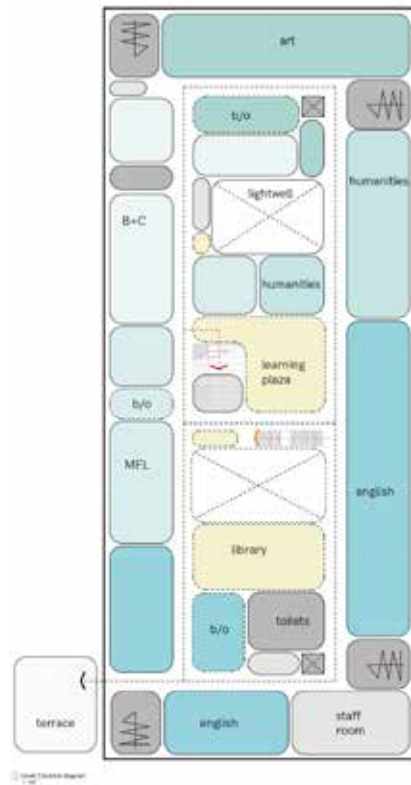 art
b/o
humanities
lightwell
B+C
humanities
learning
plaza
b/o
MFL
english
library
b/o
toilets
terrace
english
staff
room